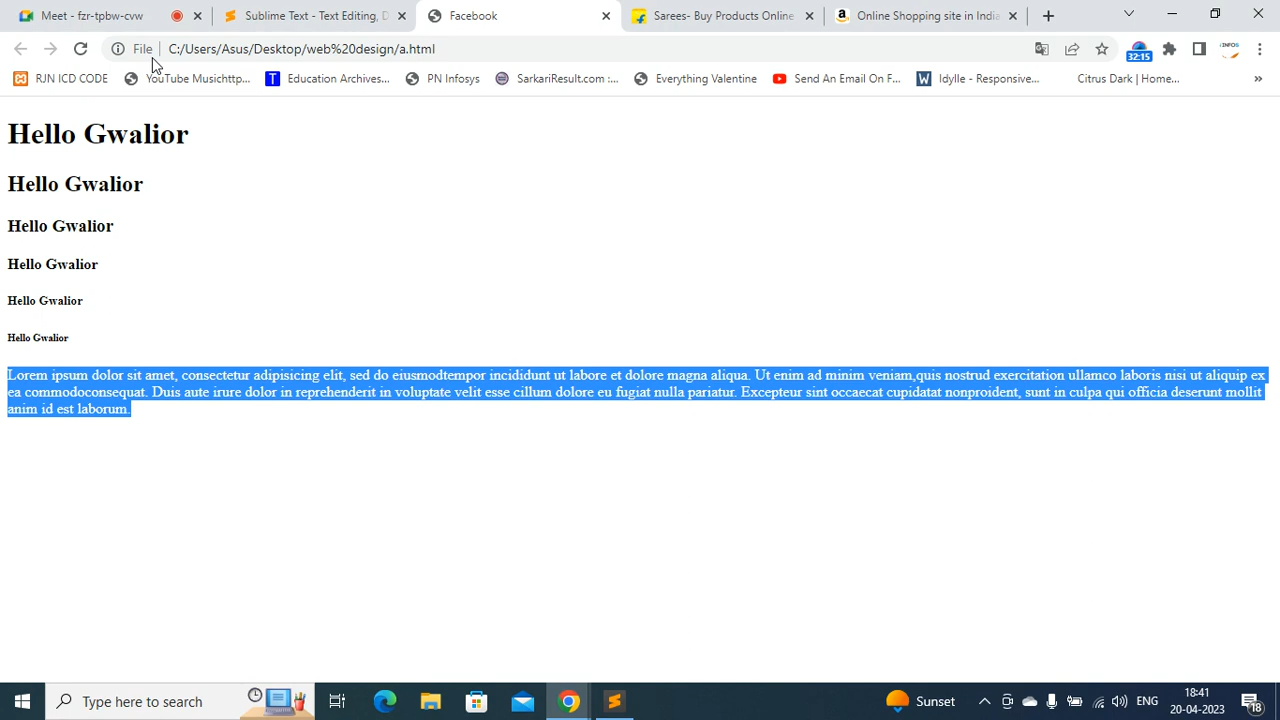 Meet - fzr-tpbw-cvw
Sublime Text - Text Editing, D
Facebook
Sarees- Buy Products Online
Online Shopping site in India
File
C:/Users/Asus/Desktop/web%20design/a.html
32:15
INFOS
RJN ICD CODE
YouTube Musichttp...
Education Archives...
PN Infosys
SarkariResult.com :...
Everything Valentine
Send An Email On F...
Idylle - Responsive...
Citrus Dark | Home...
»
Hello Gwalior
Hello Gwalior
Hello Gwalior
Hello Gwalior
Hello Gwalior
Hello Gwalior
Lorem ipsum dolor sit amet, consectetur adipisicing elit, sed do eiusmodtempor incididunt ut labore et dolore magna aliqua. Ut enim ad minim veniam,quis nostrud exercitation ullamco laboris nisi ut aliquip ex
ea commodoconsequat. Duis aute irure dolor in reprehenderit in voluptate velit esse cillum dolore eu fugiat nulla pariatur. Excepteur sint occaecat cupidatat nonproident, sunt in culpa qui officia deserunt mollit
anim id est laborum.
Type here to search
Sunset
ENG
18:41
20-04-2023
18